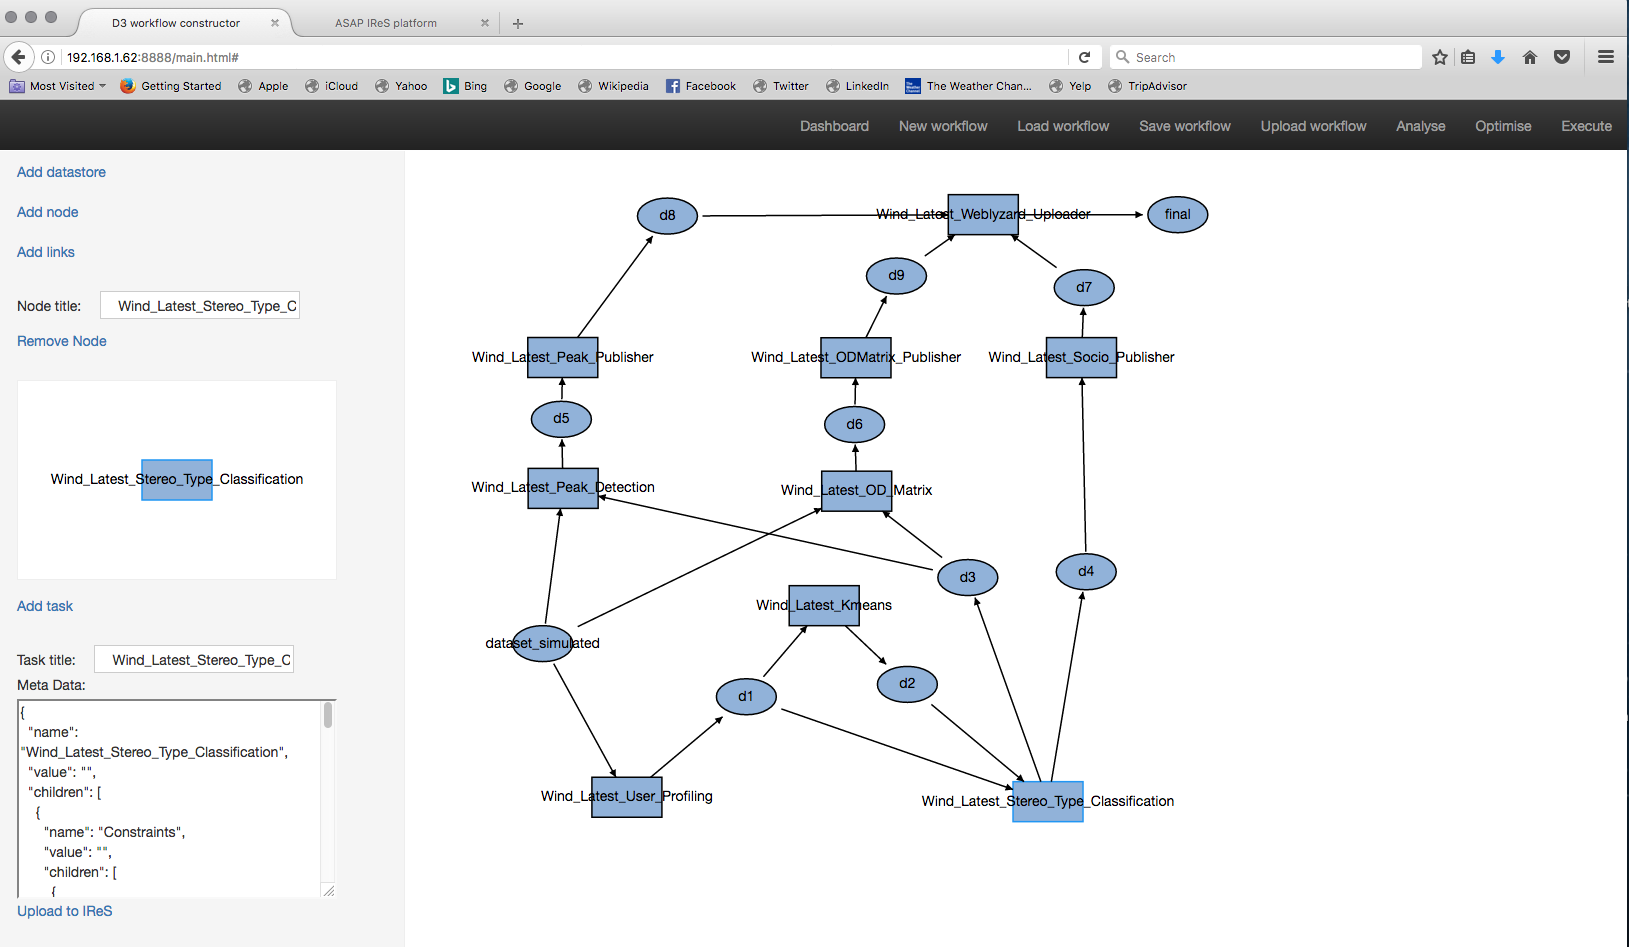 D3 workflow constructor
ASAP IReS platform
192.168.1.62:8888/main.html#
Search
Most Visited
Getting Started
Apple
iCloud
Yahoo
Bing
Google
Wikipedia
Facebook
Twitter
LinkedIn
The Weather Chan...
Yelp
TripAdvisor
Dashboard
New workflow
Load workflow
Save workflow
Upload workflow
Analyse
Optimise
Execute
Add datastore
Add node
Add links
Node title: Wind_Latest_Stereo_Type_C
Remove Node
Wind_Latest_Stereo_Type_Classification
Add task
Task title: Wind_Latest_Stereo_Type_C
Meta Data:
{
"name":
"Wind_Latest_Stereo_Type_Classification",
"value": "",
"children": [
{
"name": "Constraints",
"value": "",
"children": [
{
Upload to IReS
d8
Wind_Latest_Weblyzard_Uploader
final
d9
d7
Wind_Latest_Peak_Publisher
Wind_Latest_ODMatrix_Publisher
Wind_Latest_Socio_Publisher
d5
d6
Wind_Latest_Peak_Detection
Wind_Latest_OD_Matrix
d3
d4
Wind_Latest_Kmeans
dataset_simulated
d1
d2
Wind_Latest_User_Profiling
Wind_Latest_Stereo_Type_Classification